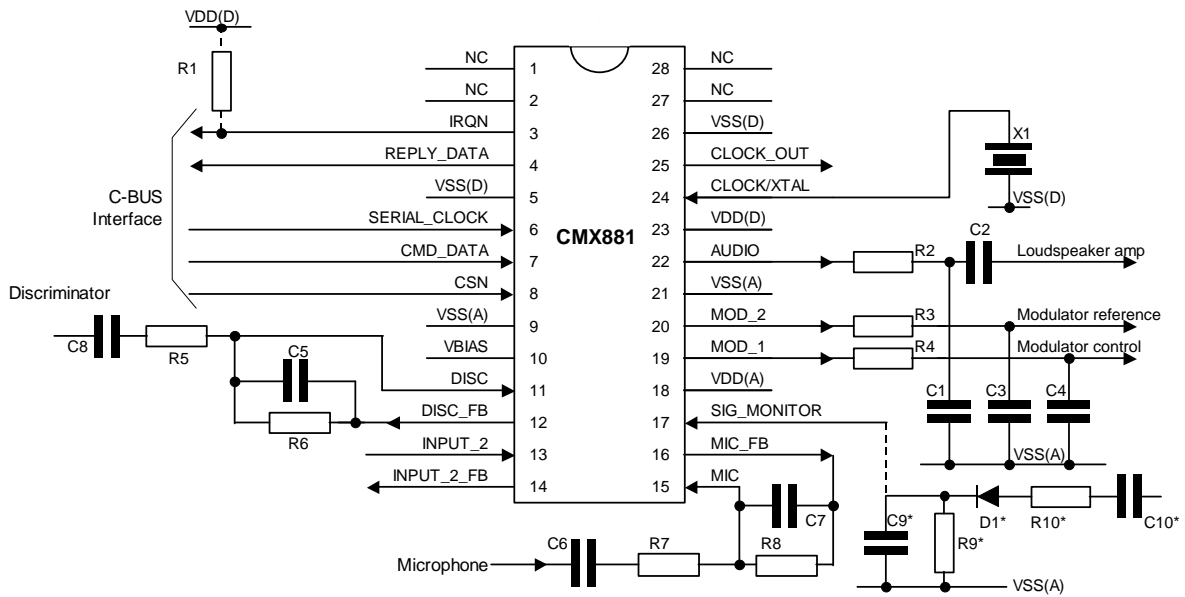 VDD(D)
R1
C-BUS
Interface
Discriminator
C8
R5
C5
R6
NC
NC
IRQN
REPLY_DATA
VSS(D)
SERIAL_CLOCK
CMD_DATA
CSN
VSS(A)
VBIAS
DISC
DISC_FB
INPUT_2
INPUT_2_FB
1
2
3
4
5
6
7
8
9
10
11
12
13
14
CMX881
28
27
26
25
24
23
22
21
20
19
18
17
16
15
NC
NC
VSS(D)
CLOCK_OUT
CLOCK/XTAL
VDD(D)
AUDIO
VSS(A)
MOD_2
MOD_1
VDD(A)
SIG_MONITOR
MIC_FB
MIC
X1
VSS(D)
R2
C2
Loudspeaker amp
R3
Modulator reference
R4
Modulator control
C1
C3
C4
VSS(A)
C7
Microphone
C6
R7
R8
C9*
R9*
D1*
R10*
C10*
VSS(A)